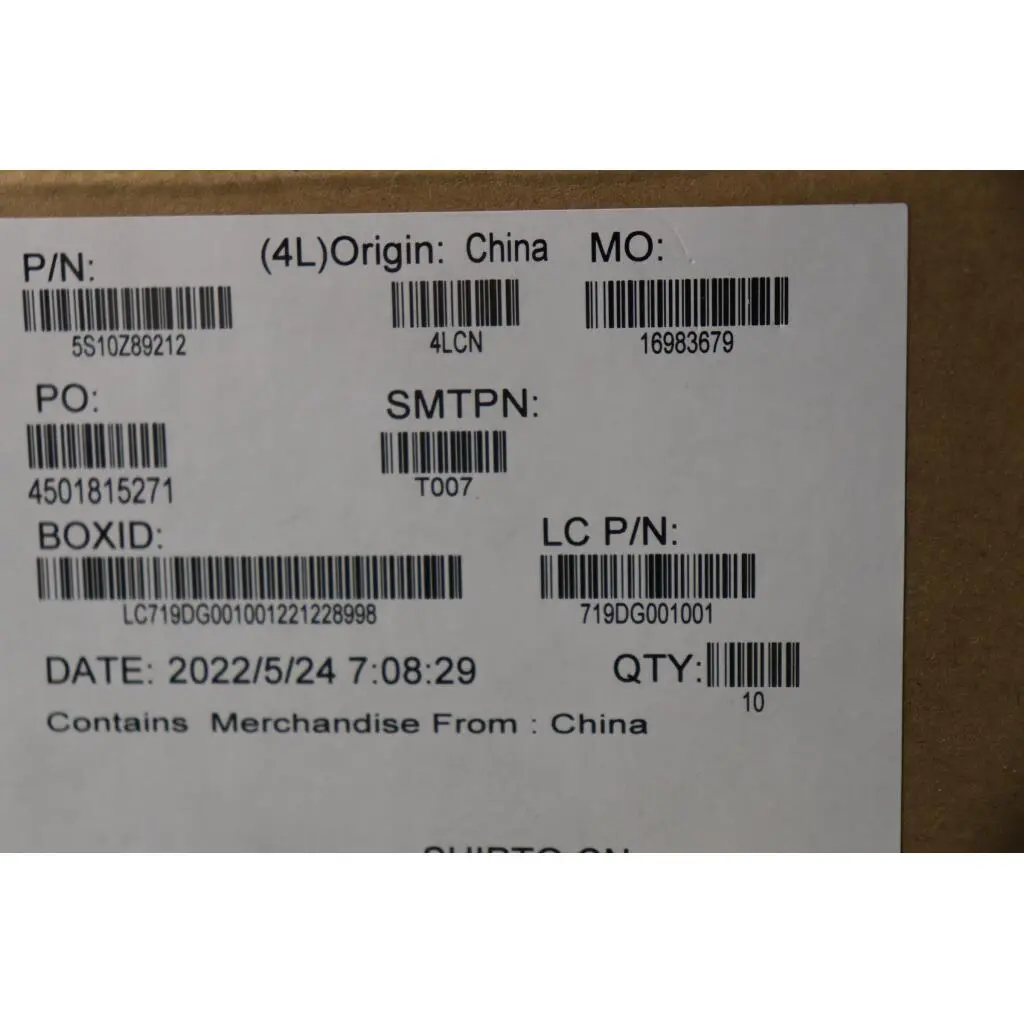 P/N: (4L)Origin: China MO:
5S10Z89212 4LCN 16983679
PO: SMTPN:
4501815271 T007
BOXID: LC P/N:
LC719DG001001221228998 719DG001001
DATE: 2022/5/24 7:08:29 QTY:
10
Contains Merchandise From : China